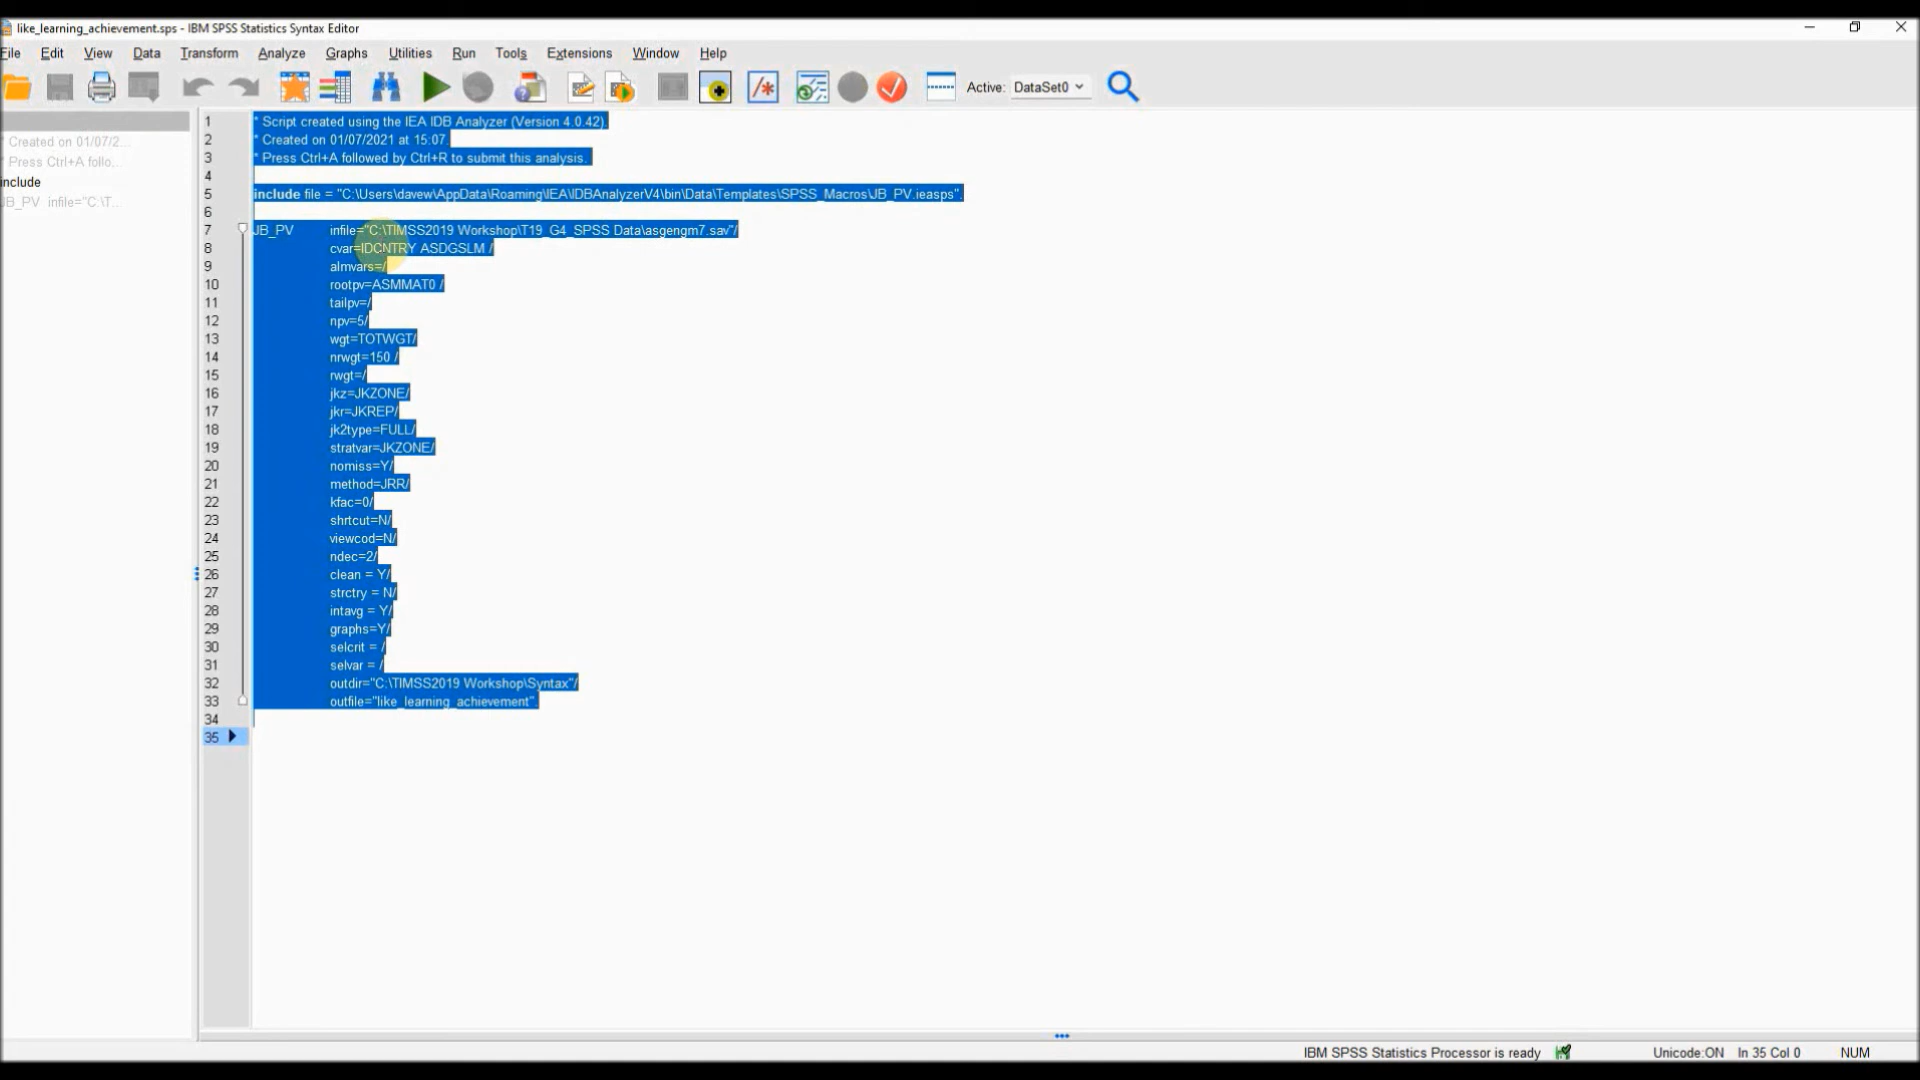 like_learning_achievement.sps - IBM SPSS Statistics Syntax Editor
File Edit View Data Transform Analyze Graphs Utilities Run Tools Extensions Window Help
Active: DataSet0
* Created on 01/07/2...
* Press Ctrl+A follo...
include
JB_PV infile="C:\T...
1 * Script created using the IEA IDB Analyzer (Version 4.0.42).
2 * Created on 01/07/2021 at 15:07.
3 * Press Ctrl+A followed by Ctrl+R to submit this analysis.
4
5 include file = "C:\Users\davew\AppData\Roaming\IEA\IDBAnalyzerV4\bin\Data\Templates\SPSS_Macros\JB_PV.ieasps".
6
7 JB_PV infile="C:\TIMSS2019 Workshop\T19_G4_SPSS Data\asgengm7.sav"/
8 cvar=IDCNTRY ASDGSLM /
9 almvars=/
10 rootpv=ASMMAT0 /
11 tailpv=/
12 npv=5/
13 wgt=TOTWGT/
14 nrwgt=150 /
15 rwgt=/
16 jkz=JKZONE/
17 jkr=JKREP/
18 jk2type=FULL/
19 stratvar=JKZONE/
20 nomiss=Y/
21 method=JRR/
22 kfac=0/
23 shrtcut=N/
24 viewcod=N/
25 ndec=2/
26 clean = Y/
27 strctry = N/
28 intavg = Y/
29 graphs=Y/
30 selcrit = /
31 selvar = /
32 outdir="C:\TIMSS2019 Workshop\Syntax"/
33 outfile="like_learning_achievement".
34
35
IBM SPSS Statistics Processor is ready Unicode:ON In 35 Col 0 NUM